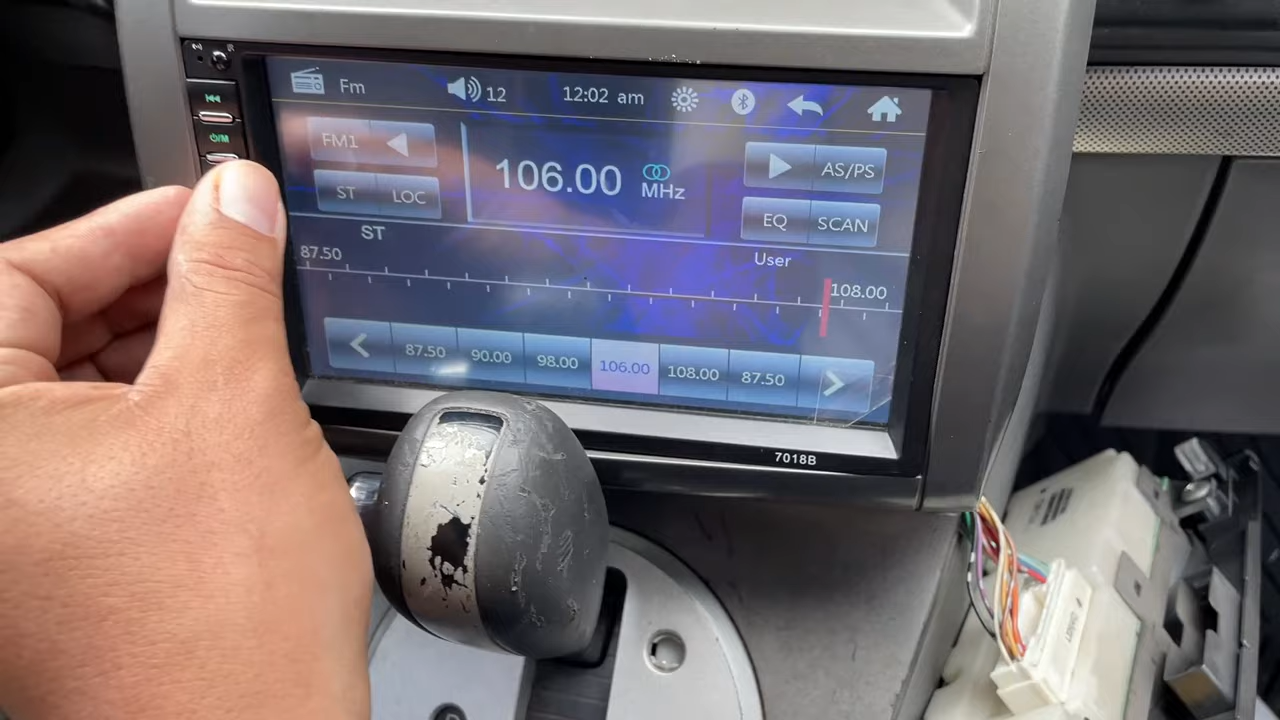 Fm 12 12:02 am
FM1
106.00 MHz
AS/PS
ST LOC
EQ SCAN
ST
User
87.50
108.00
87.50 90.00 98.00 106.00 108.00 87.50
7018B
⏻/M